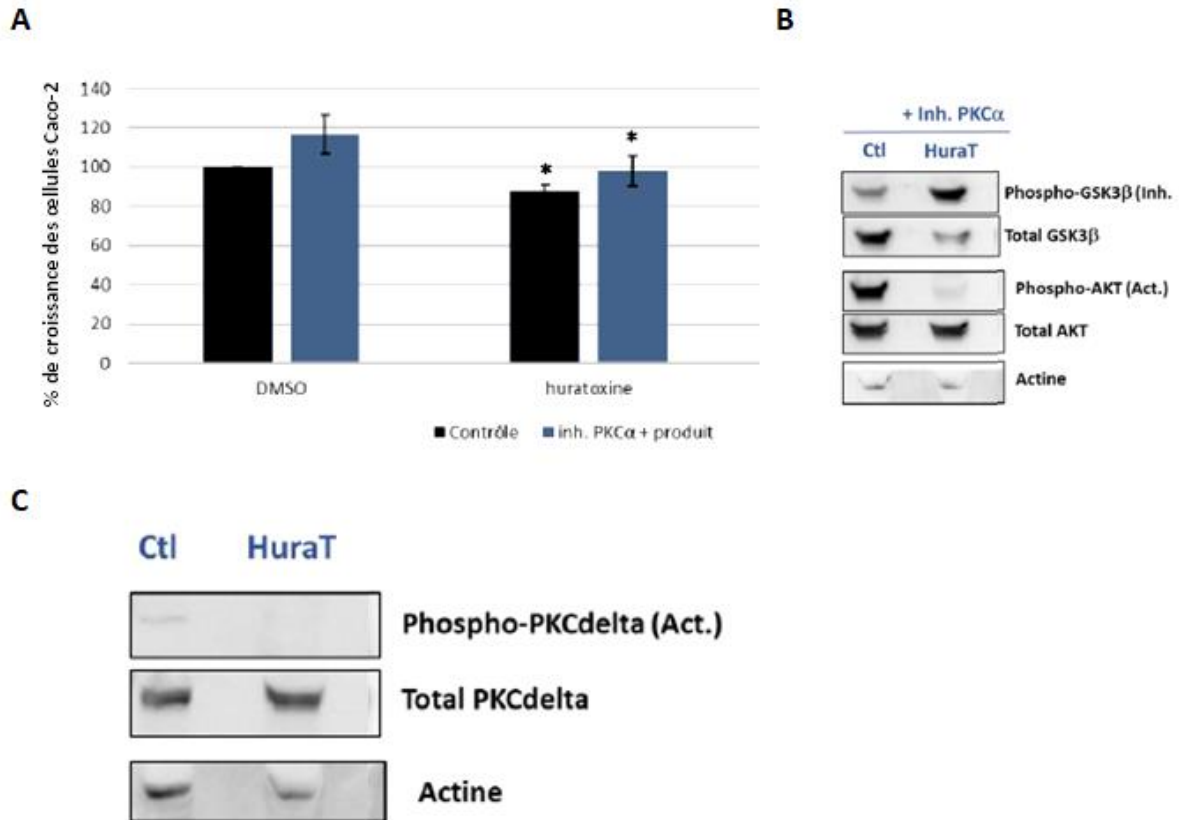 A
% de croissance des cellules Caco-2
140
120
100
80
60
40
20
0
*
*
DMSO
huratoxine
Contrôle
inh. PKCα + produit
B
+ Inh. PKCα
Ctl HuraT
Phospho-GSK3β (Inh.
Total GSK3β
Phospho-AKT (Act.)
Total AKT
Actine
C
Ctl HuraT
Phospho-PKCdelta (Act.)
Total PKCdelta
Actine